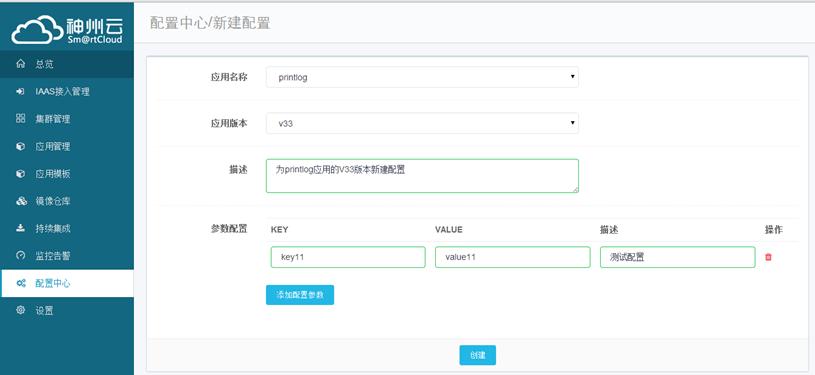 神州云
Sm@rtCloud
配置中心/新建配置
总览
IAAS接入管理
集群管理
应用管理
应用模板
镜像仓库
持续集成
监控告警
配置中心
设置
应用名称 printlog
应用版本 v33
描述 为printlog应用的V33版本新建配置
参数配置 KEY VALUE 描述 操作
key11 value11 测试配置
添加配置参数
创建